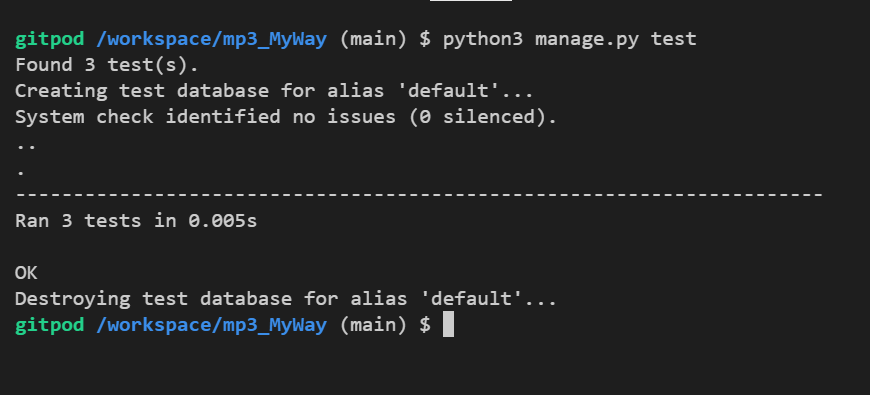 gitpod /workspace/mp3_MyWay (main) $ python3 manage.py test
Found 3 test(s).
Creating test database for alias 'default'...
System check identified no issues (0 silenced).
..
.
----------------------------------------------------------------------
Ran 3 tests in 0.005s
OK
Destroying test database for alias 'default'...
gitpod /workspace/mp3_MyWay (main) $